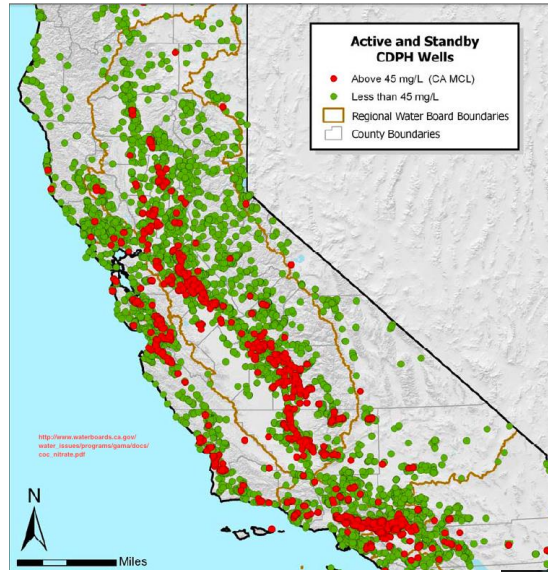 Active and Standby
CDPH Wells
Above 45 mg/L (CA MCL)
Less than 45 mg/L
Regional Water Board Boundaries
County Boundaries
http://www.waterboards.ca.gov/
water_issues/programs/gama/docs/
coc_nitrate.pdf
N
Miles